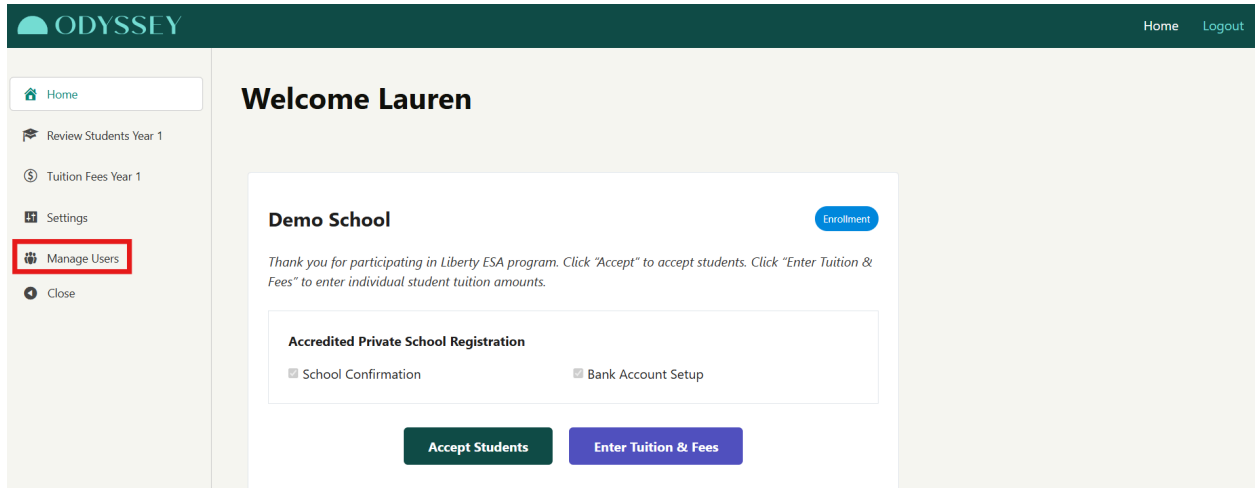 ODYSSEY
Home
Logout
Home
Review Students Year 1
Tuition Fees Year 1
Settings
Manage Users
Close
Welcome Lauren
Demo School
Enrollment
Thank you for participating in Liberty ESA program. Click “Accept” to accept students. Click “Enter Tuition &
Fees” to enter individual student tuition amounts.
Accredited Private School Registration
School Confirmation
Bank Account Setup
Accept Students
Enter Tuition & Fees